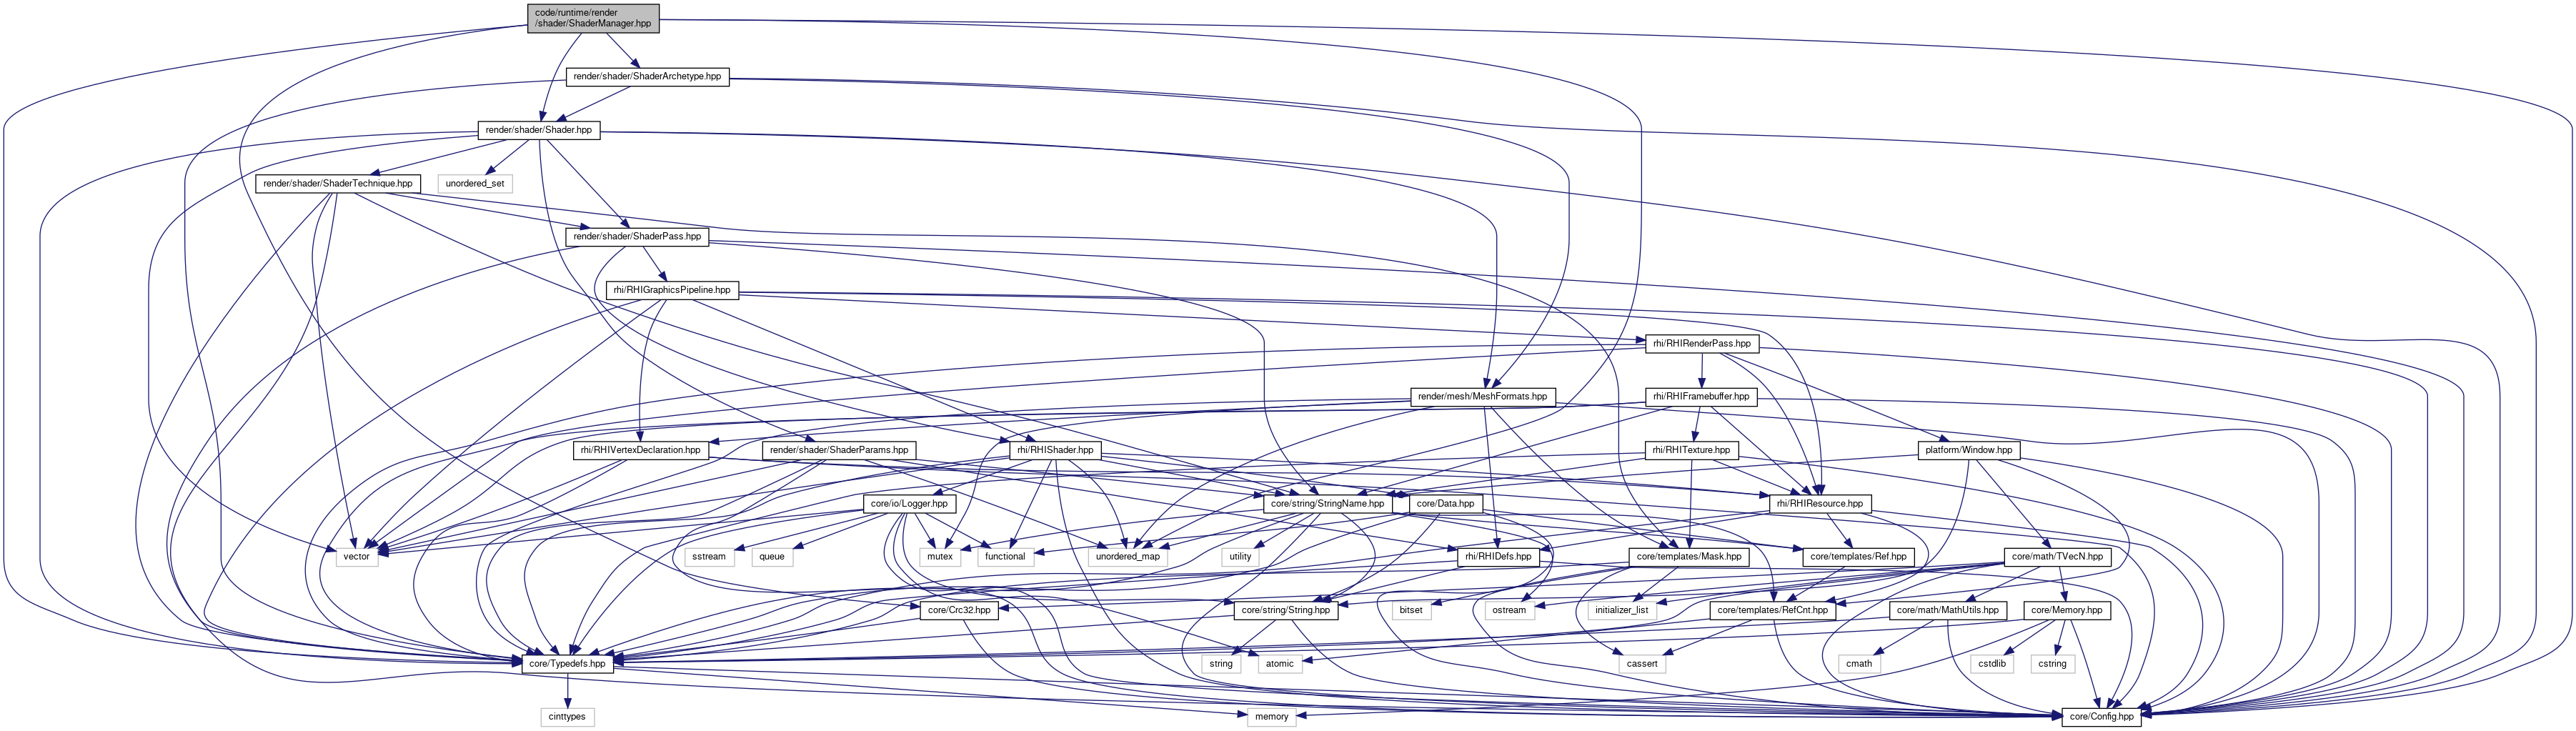 code/runtime/render
/shader/ShaderManager.hpp
render/shader/ShaderArchetype.hpp
render/shader/Shader.hpp
render/shader/ShaderTechnique.hpp
unordered_set
render/shader/ShaderPass.hpp
rhi/RHIGraphicsPipeline.hpp
rhi/RHIRenderPass.hpp
render/mesh/MeshFormats.hpp
rhi/RHIFramebuffer.hpp
rhi/RHIVertexDeclaration.hpp
render/shader/ShaderParams.hpp
rhi/RHIShader.hpp
rhi/RHITexture.hpp
platform/Window.hpp
core/io/Logger.hpp
core/string/StringName.hpp
core/Data.hpp
rhi/RHIResource.hpp
vector
sstream
queue
mutex
functional
unordered_map
utility
rhi/RHIDefs.hpp
core/templates/Mask.hpp
core/templates/Ref.hpp
core/math/TVecN.hpp
core/Crc32.hpp
core/string/String.hpp
bitset
ostream
initializer_list
core/templates/RefCnt.hpp
core/math/MathUtils.hpp
core/Memory.hpp
core/Typedefs.hpp
string
atomic
cassert
cmath
cstdlib
cstring
cinttypes
memory
core/Config.hpp